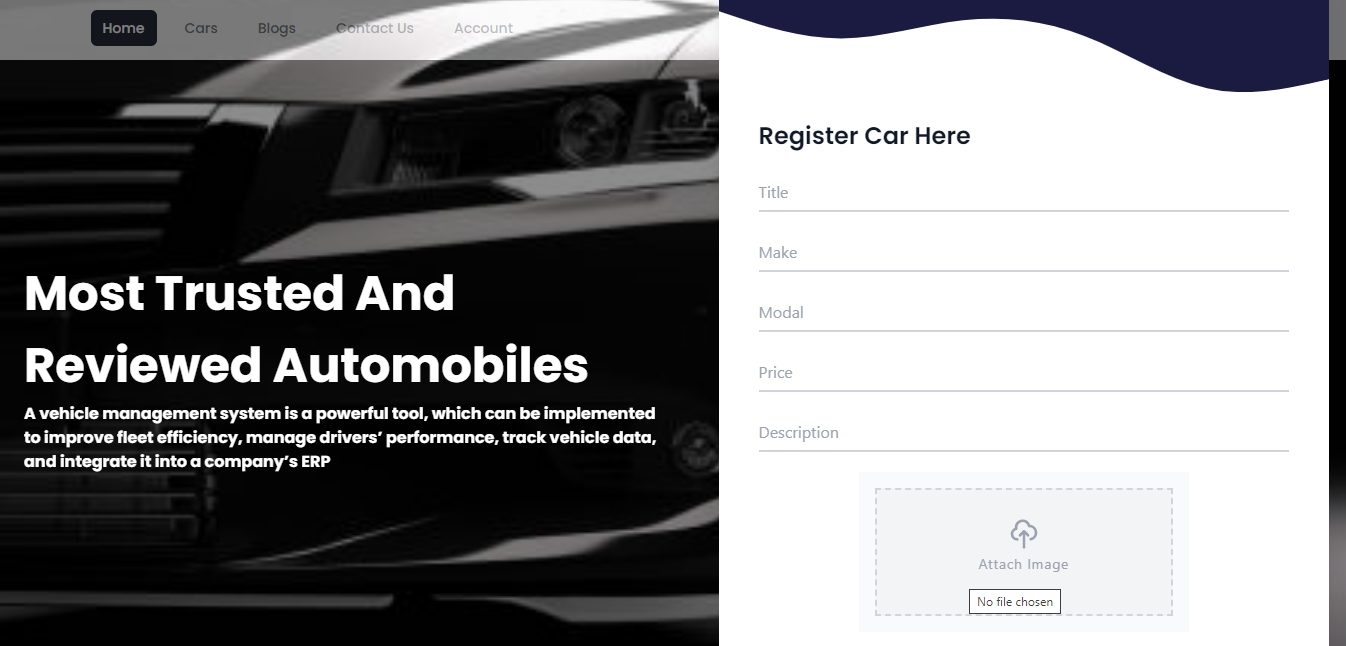 Home Cars Blogs Contact Us Account
Most Trusted And
Reviewed Automobiles
A vehicle management system is a powerful tool, which can be implemented
to improve fleet efficiency, manage drivers’ performance, track vehicle data,
and integrate it into a company’s ERP
Register Car Here
Title
Make
Modal
Price
Description
Attach Image
No file chosen